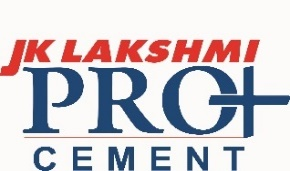 JK LAKSHMI
PRO+
CEMENT